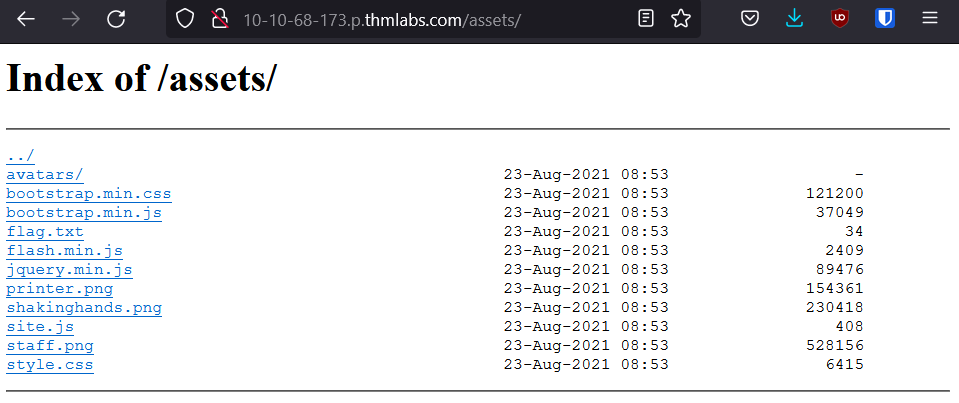 10-10-68-173.p.thmlabs.com/assets/
Index of /assets/
../
avatars/ 23-Aug-2021 08:53 -
bootstrap.min.css 23-Aug-2021 08:53 121200
bootstrap.min.js 23-Aug-2021 08:53 37049
flag.txt 23-Aug-2021 08:53 34
flash.min.js 23-Aug-2021 08:53 2409
jquery.min.js 23-Aug-2021 08:53 89476
printer.png 23-Aug-2021 08:53 154361
shakinghands.png 23-Aug-2021 08:53 230418
site.js 23-Aug-2021 08:53 408
staff.png 23-Aug-2021 08:53 528156
style.css 23-Aug-2021 08:53 6415